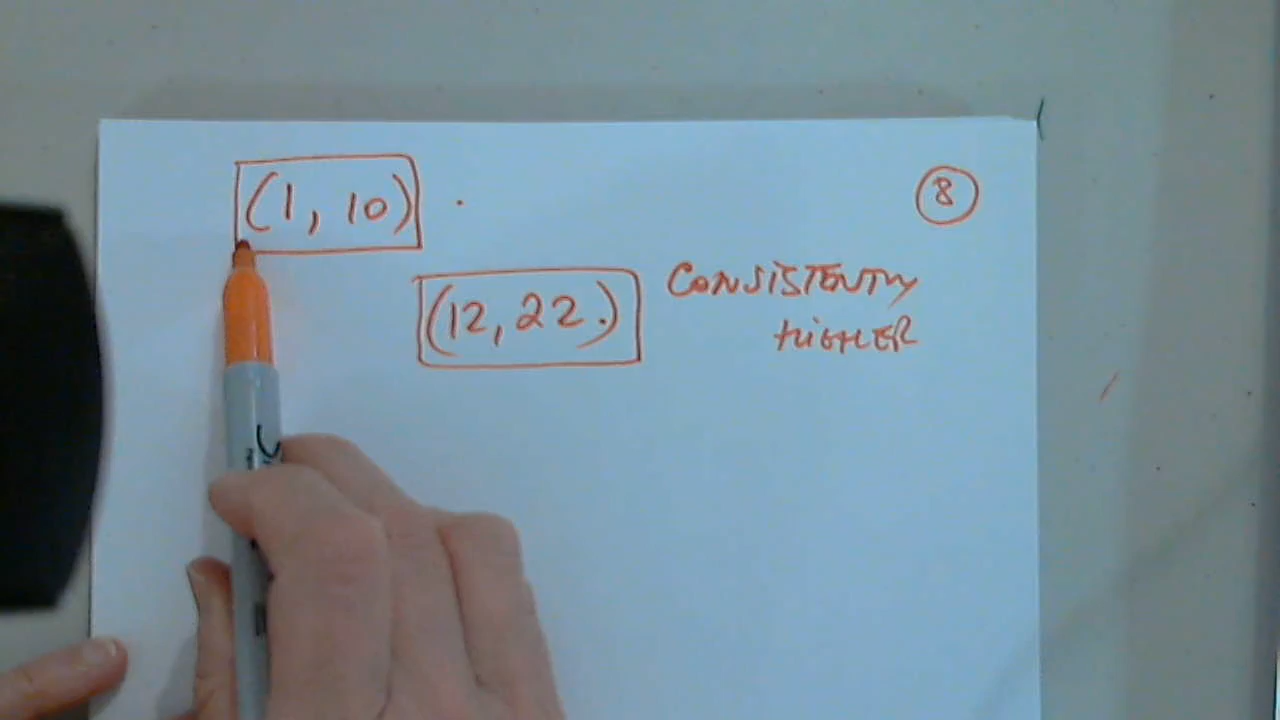 (1, 10) .
8
(12, 22.)
CONSISTENTLY
HIGHER